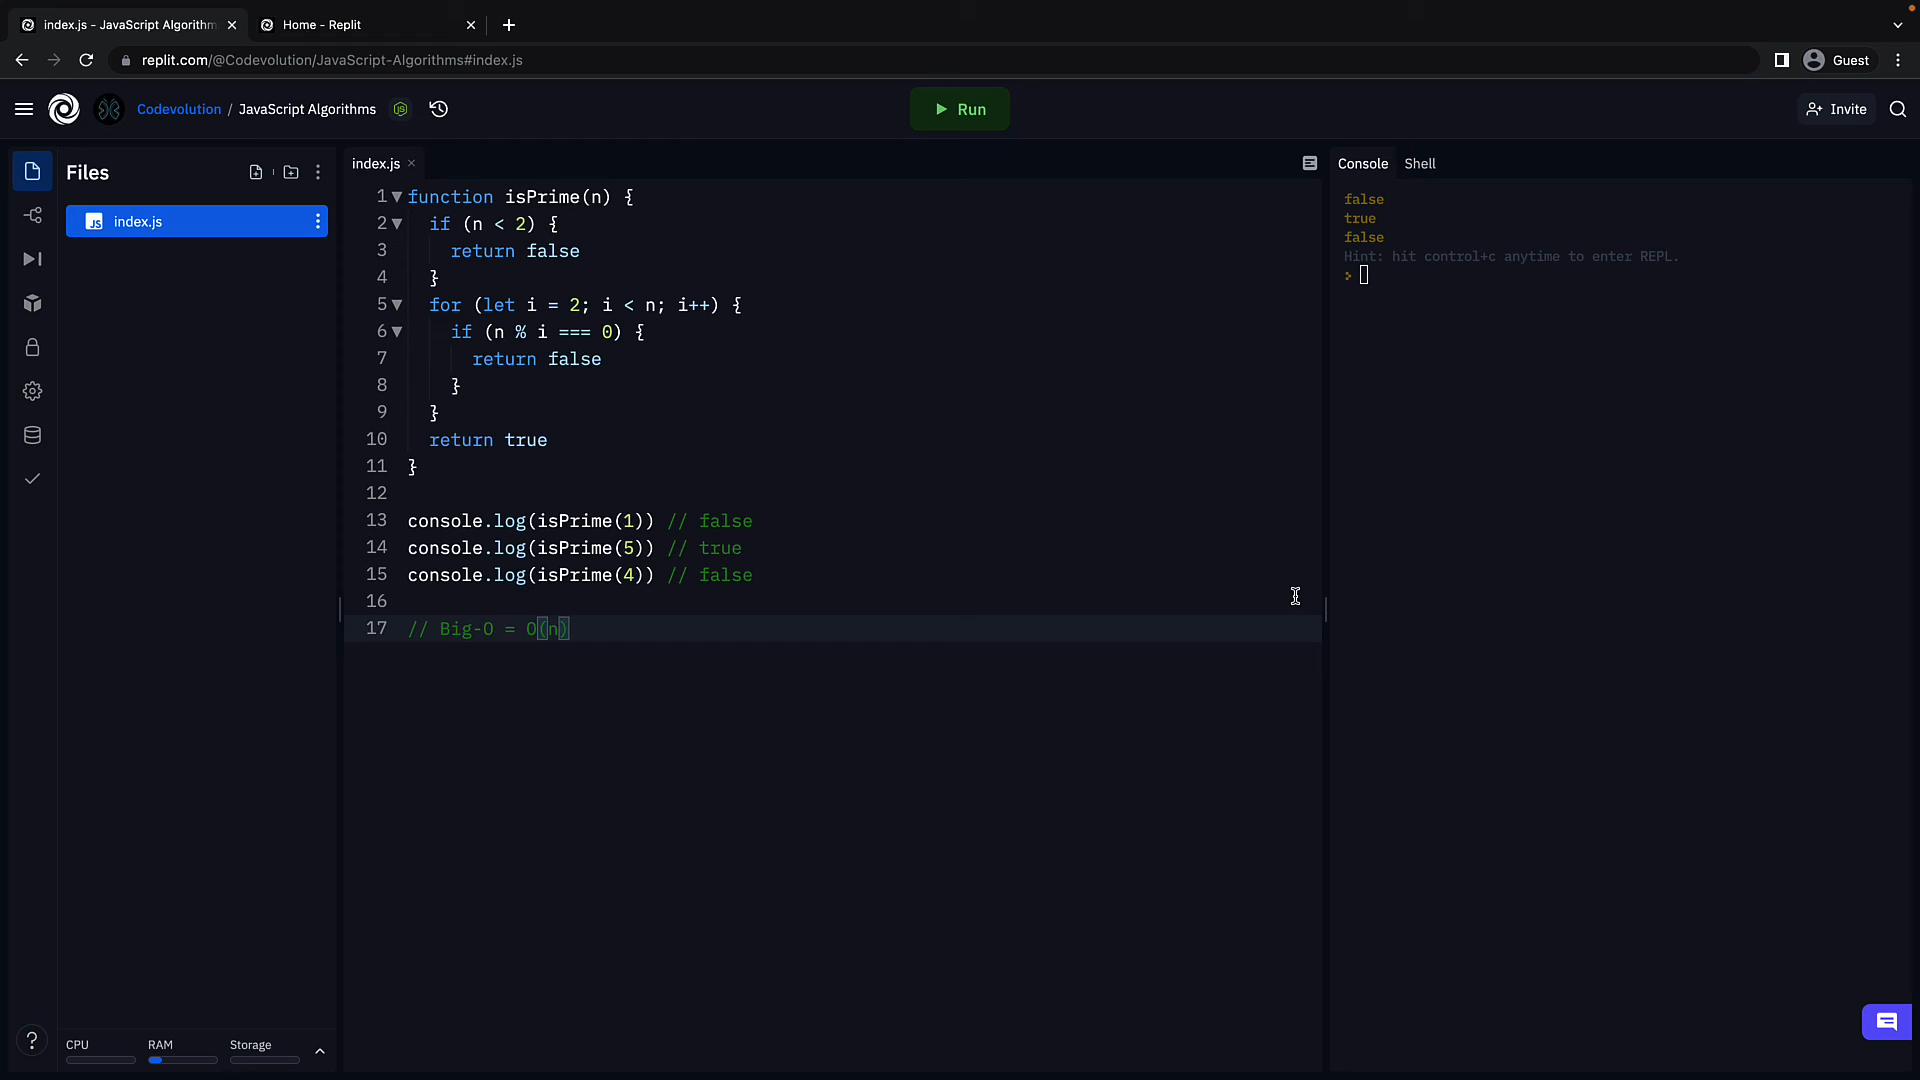 index.js - JavaScript Algorithm
Home - Replit
replit.com/@Codevolution/JavaScript-Algorithms#index.js
Guest
Codevolution / JavaScript Algorithms
Run
Invite
Files
index.js
index.js
Console
Shell
1 function isPrime(n) {
2 if (n < 2) {
3 return false
4 }
5 for (let i = 2; i < n; i++) {
6 if (n % i === 0) {
7 return false
8 }
9 }
10 return true
11 }
12
13 console.log(isPrime(1)) // false
14 console.log(isPrime(5)) // true
15 console.log(isPrime(4)) // false
16
17 // Big-O = O(n)
false
true
false
Hint: hit control+c anytime to enter REPL.
>
CPU
RAM
Storage